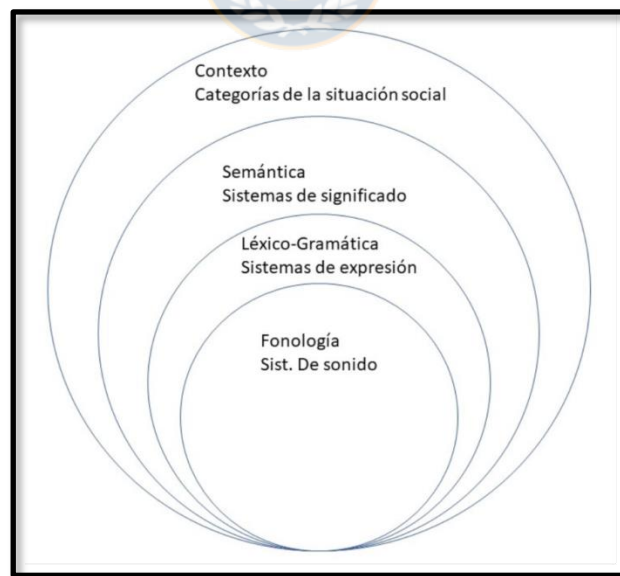 Contexto
Categorías de la situación social
Semántica
Sistemas de significado
Léxico-Gramática
Sistemas de expresión
Fonología
Sist. De sonido